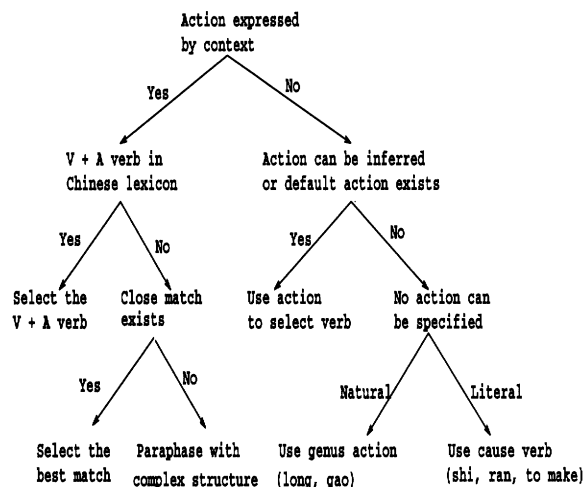 Action expressed
by context
Yes
No
V + A verb in
Chinese lexicon
Action can be inferred
or default action exists
Yes
No
Yes
No
Select the
V + A verb
Close match
exists
Use action
to select verb
No action can
be specified
Yes
No
Natural
Literal
Select the
best match
Paraphase with
complex structure
Use genus action
(long, gao)
Use cause verb
(shi, ran, to make)